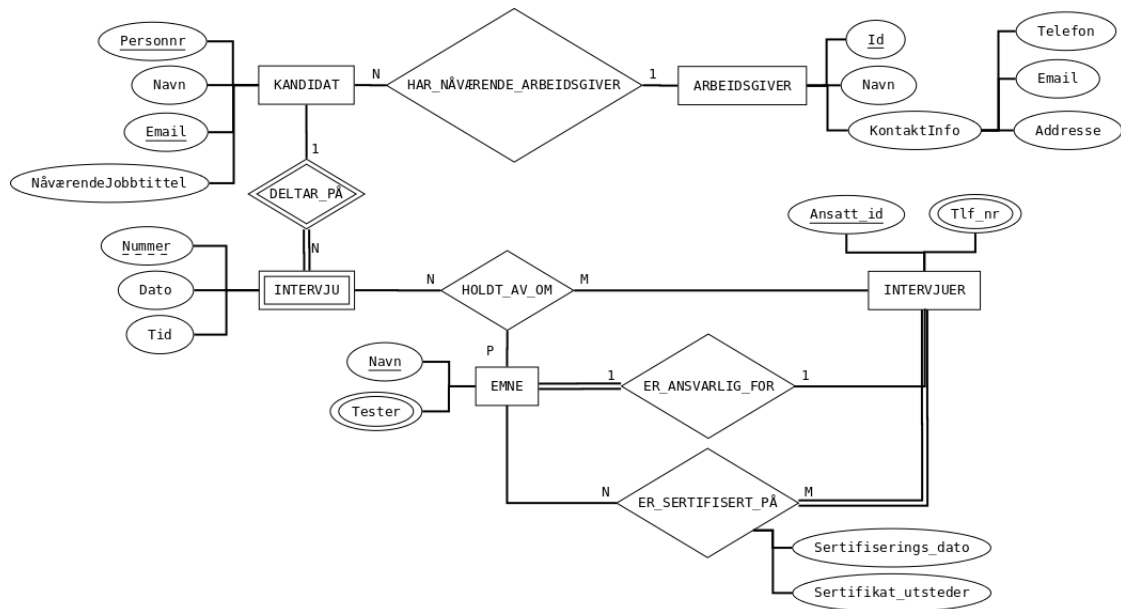 Personnr
Navn
Email
NåværendeJobbtittel
KANDIDAT
N
HAR_NÅVÆRENDE_ARBEIDSGIVER
1
ARBEIDSGIVER
Id
Navn
KontaktInfo
Telefon
Email
Addresse
1
DELTAR_PÅ
N
Nummer
Dato
Tid
INTERVJU
N
HOLDT_AV_OM
M
P
Ansatt_id
Tlf_nr
INTERVJUER
Navn
Tester
EMNE
1
ER_ANSVARLIG_FOR
1
N
ER_SERTIFISERT_PÅ
M
Sertifiserings_dato
Sertifikat_utsteder